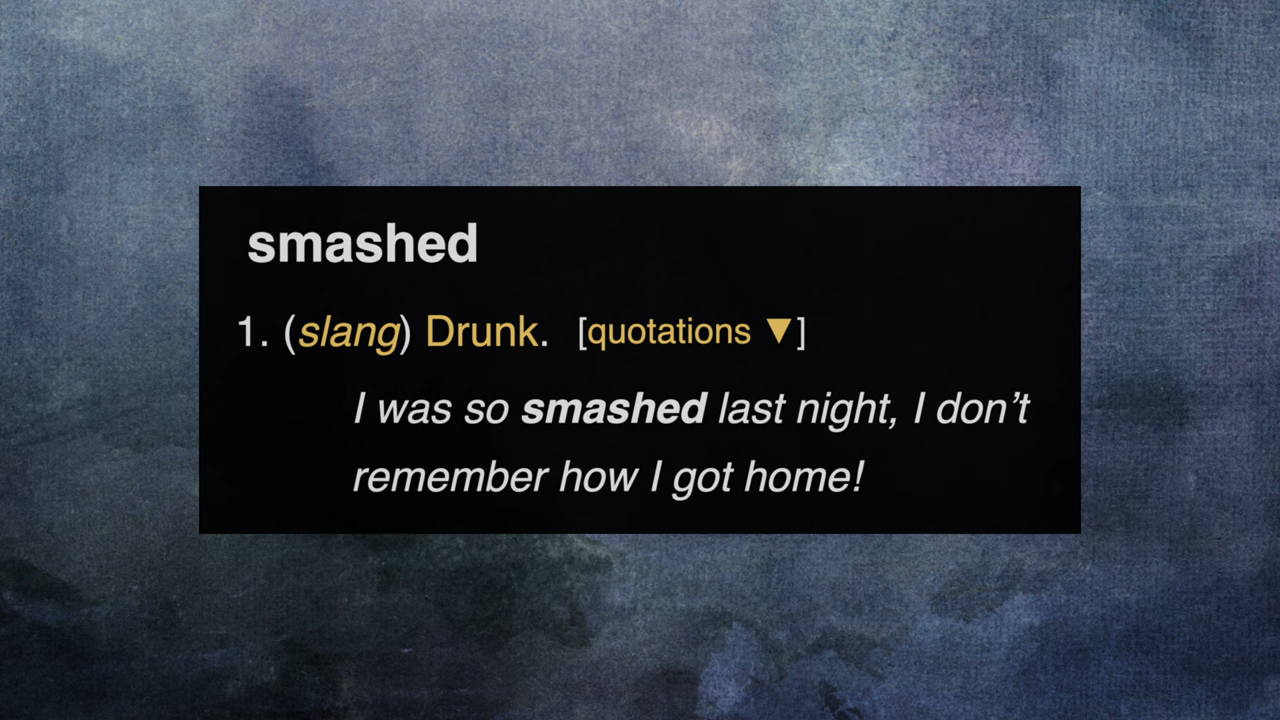 smashed
1. (slang) Drunk. [quotations ▼]
I was so smashed last night, I don’t
remember how I got home!